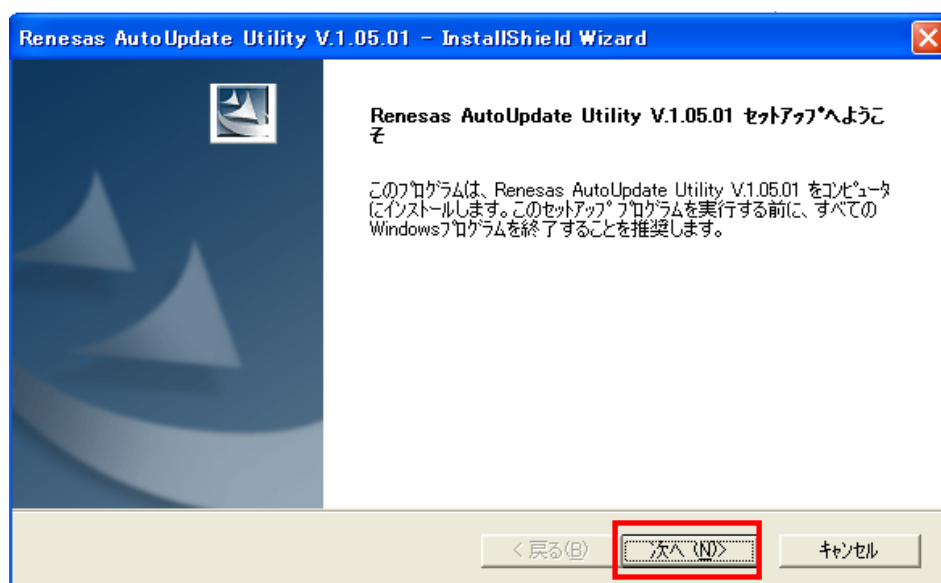 Renesas AutoUpdate Utility V.1.05.01 - InstallShield Wizard
Renesas AutoUpdate Utility V.1.05.01 ｾｯﾄｱｯﾌﾟへようこ
そ
このﾌﾟﾛｸﾞﾗﾑは、Renesas AutoUpdate Utility V.1.05.01 をｺﾝﾋﾟｭｰﾀ
にｲﾝｽﾄｰﾙします。このｾｯﾄｱｯﾌﾟ ﾌﾟﾛｸﾞﾗﾑを実行する前に、すべての
Windowsﾌﾟﾛｸﾞﾗﾑを終了することを推奨します。
< 戻る(B)
次へ (N)>
ｷｬﾝｾﾙ